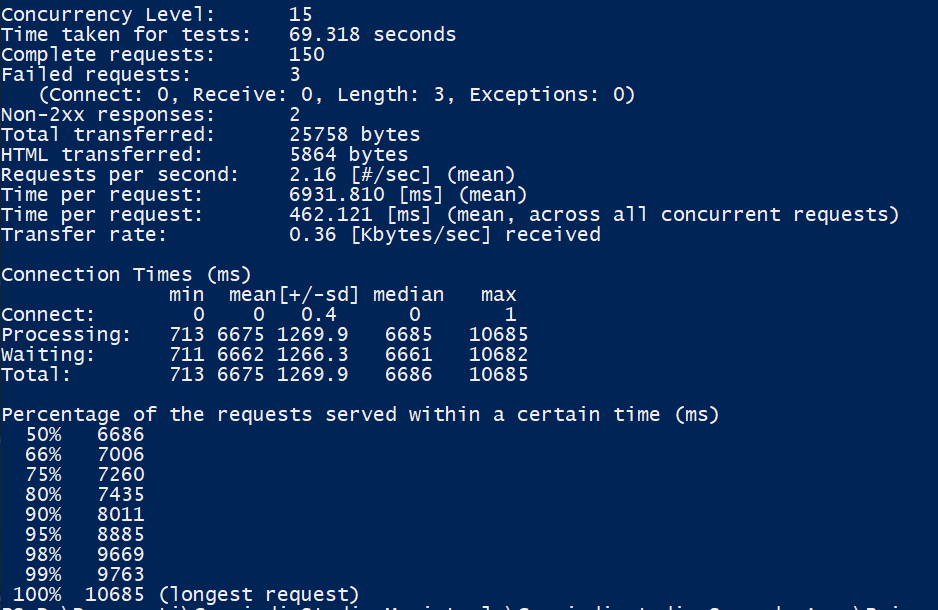 Concurrency Level:      15
Time taken for tests:   69.318 seconds
Complete requests:      150
Failed requests:        3
   (Connect: 0, Receive: 0, Length: 3, Exceptions: 0)
Non-2xx responses:      2
Total transferred:      25758 bytes
HTML transferred:       5864 bytes
Requests per second:    2.16 [#/sec] (mean)
Time per request:       6931.810 [ms] (mean)
Time per request:       462.121 [ms] (mean, across all concurrent requests)
Transfer rate:          0.36 [Kbytes/sec] received
Connection Times (ms)
              min  mean[+/-sd] median   max
Connect:        0    0   0.4      0       1
Processing:   713 6675 1269.9   6685   10685
Waiting:      711 6662 1266.3   6661   10682
Total:        713 6675 1269.9   6686   10685
Percentage of the requests served within a certain time (ms)
  50%   6686
  66%   7006
  75%   7260
  80%   7435
  90%   8011
  95%   8885
  98%   9669
  99%   9763
 100%  10685 (longest request)